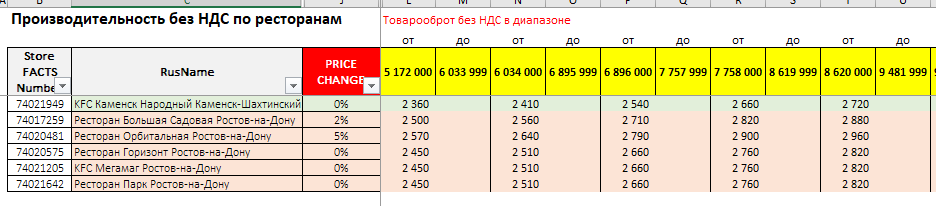 B C J L M N O P Q R S T U
Производительность без НДС по ресторанам
Товарооброт без НДС в диапазоне
от до от до от до от до от до
Store FACTS Number RusName PRICE CHANGE 5 172 000 6 033 999 6 034 000 6 895 999 6 896 000 7 757 999 7 758 000 8 619 999 8 620 000 9 481 999
74021949 KFC Каменск Народный Каменск-Шахтинский 0% 2 360 2 410 2 540 2 660 2 720
74017259 Ресторан Большая Садовая Ростов-на-Дону 2% 2 500 2 560 2 710 2 820 2 880
74020481 Ресторан Орбитальная Ростов-на-Дону 5% 2 570 2 640 2 790 2 900 2 960
74020575 Ресторан Горизонт Ростов-на-Дону 0% 2 450 2 510 2 660 2 760 2 820
74021205 KFC Мегамаг Ростов-на-Дону 0% 2 450 2 510 2 660 2 760 2 820
74021642 Ресторан Парк Ростов-на-Дону 0% 2 450 2 510 2 660 2 760 2 820